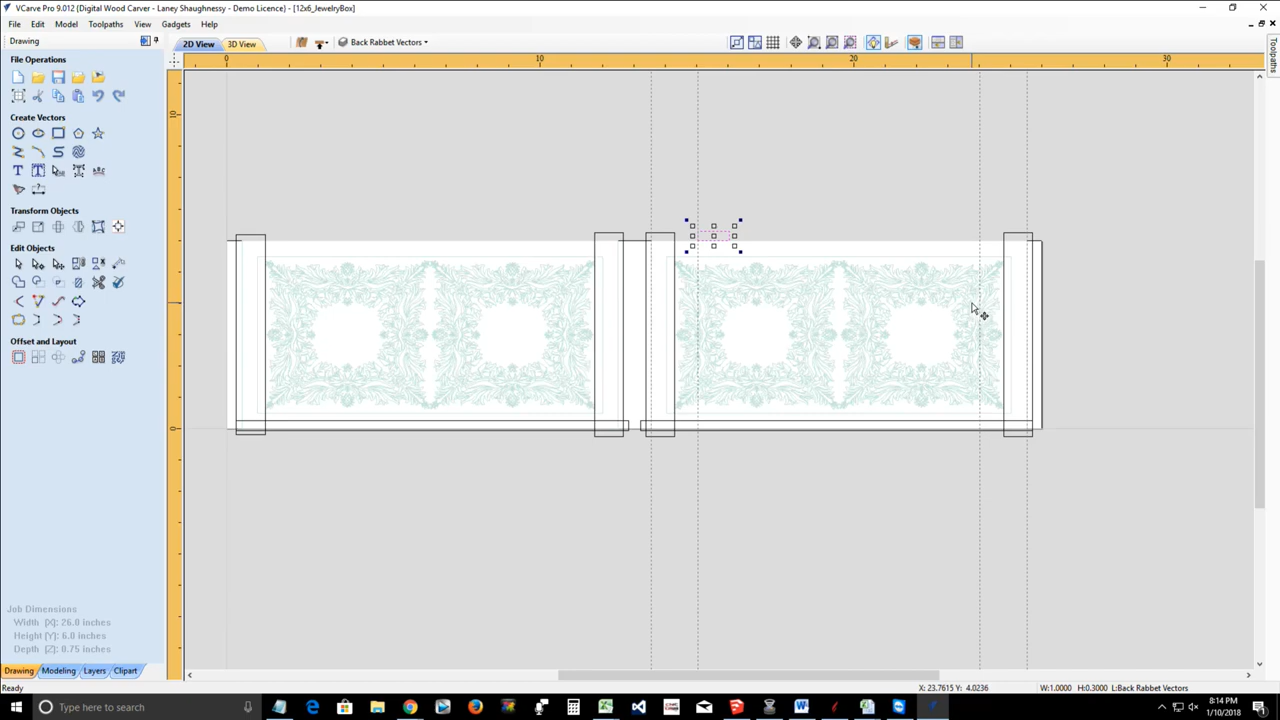 VCarve Pro 9.012 {Digital Wood Carver - Laney Shaughnessy - Demo Licence} - [12x6_JewelryBox]
File Edit Model Toolpaths View Gadgets Help
Drawing
2D View 3D View Back Rabbet Vectors
Toolpaths
0 10 20 30
10
0
File Operations
Create Vectors
Transform Objects
Edit Objects
Offset and Layout
Job Dimensions
Width (X): 26.0 inches
Height (Y): 6.0 inches
Depth (Z): 0.75 inches
Drawing Modeling Layers Clipart
Ready
X: 23.7615 Y: 4.0236
W:1.0000 H:0.3000 L:Back Rabbet Vectors
Type here to search
8:14 PM
1/10/2018